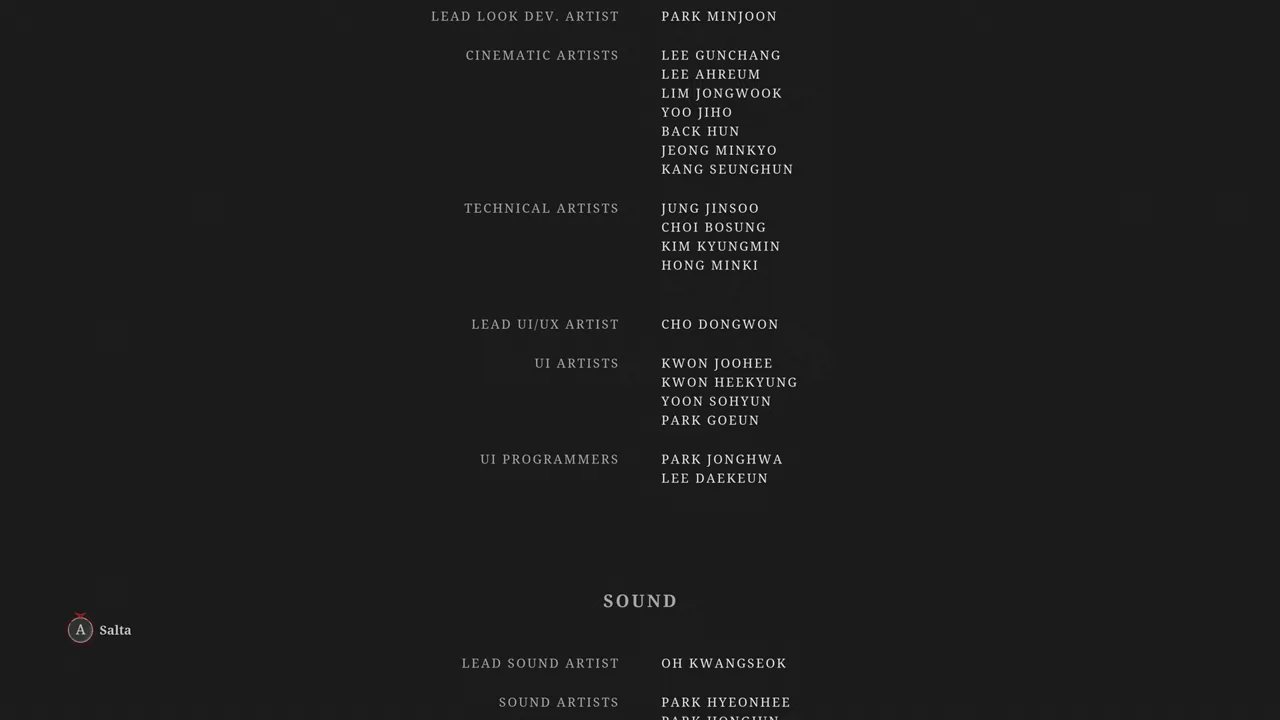 LEAD LOOK DEV. ARTIST PARK MINJOON
CINEMATIC ARTISTS LEE GUNCHANG
LEE AHREUM
LIM JONGWOOK
YOO JIHO
BACK HUN
JEONG MINKYO
KANG SEUNGHUN
TECHNICAL ARTISTS JUNG JINSOO
CHOI BOSUNG
KIM KYUNGMIN
HONG MINKI
LEAD UI/UX ARTIST CHO DONGWON
UI ARTISTS KWON JOOHEE
KWON HEEKYUNG
YOON SOHYUN
PARK GOEUN
UI PROGRAMMERS PARK JONGHWA
LEE DAEKEUN
SOUND
A Salta
LEAD SOUND ARTIST OH KWANGSEOK
SOUND ARTISTS PARK HYEONHEE